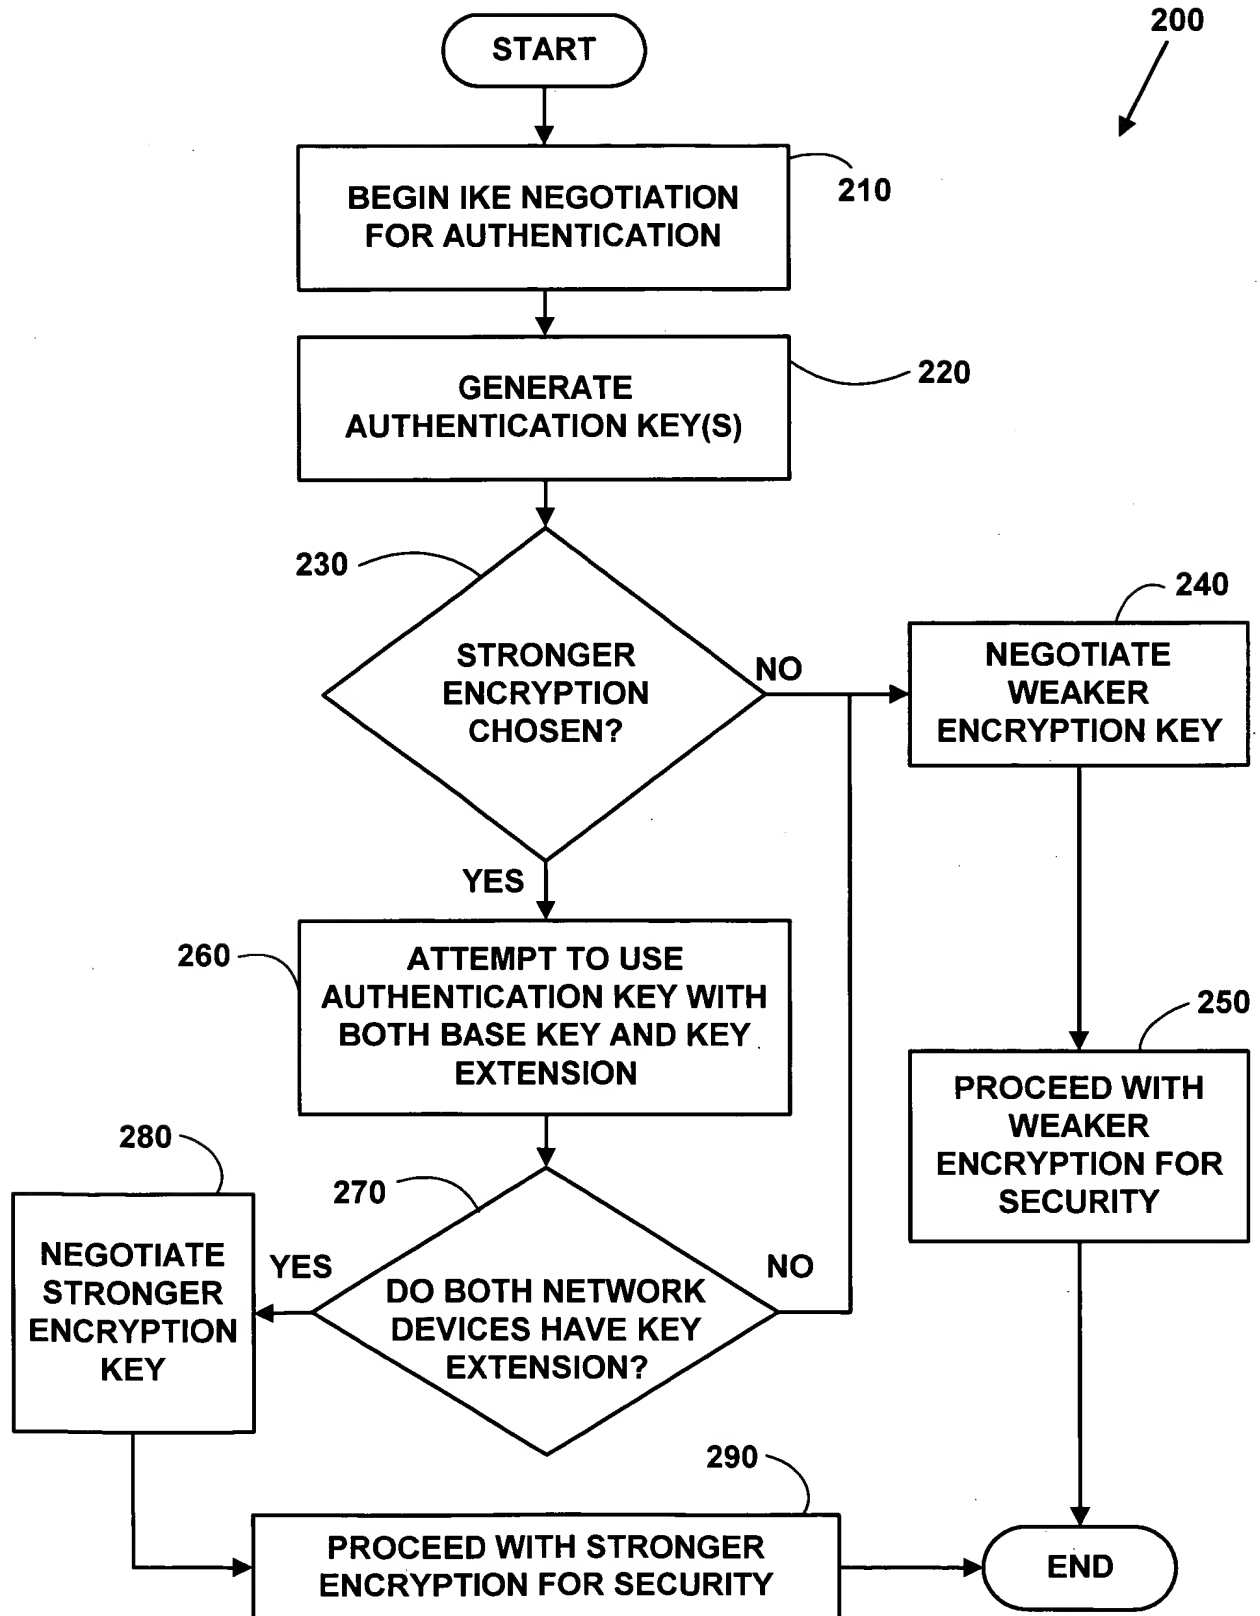 START
200
BEGIN IKE NEGOTIATION
FOR AUTHENTICATION
210
GENERATE
AUTHENTICATION KEY(S)
220
230
STRONGER
ENCRYPTION
CHOSEN?
NO
240
NEGOTIATE
WEAKER
ENCRYPTION KEY
YES
260
ATTEMPT TO USE
AUTHENTICATION KEY WITH
BOTH BASE KEY AND KEY
EXTENSION
250
PROCEED WITH
WEAKER
ENCRYPTION FOR
SECURITY
280
NEGOTIATE
STRONGER
ENCRYPTION
KEY
YES
270
DO BOTH NETWORK
DEVICES HAVE KEY
EXTENSION?
NO
290
PROCEED WITH STRONGER
ENCRYPTION FOR SECURITY
END